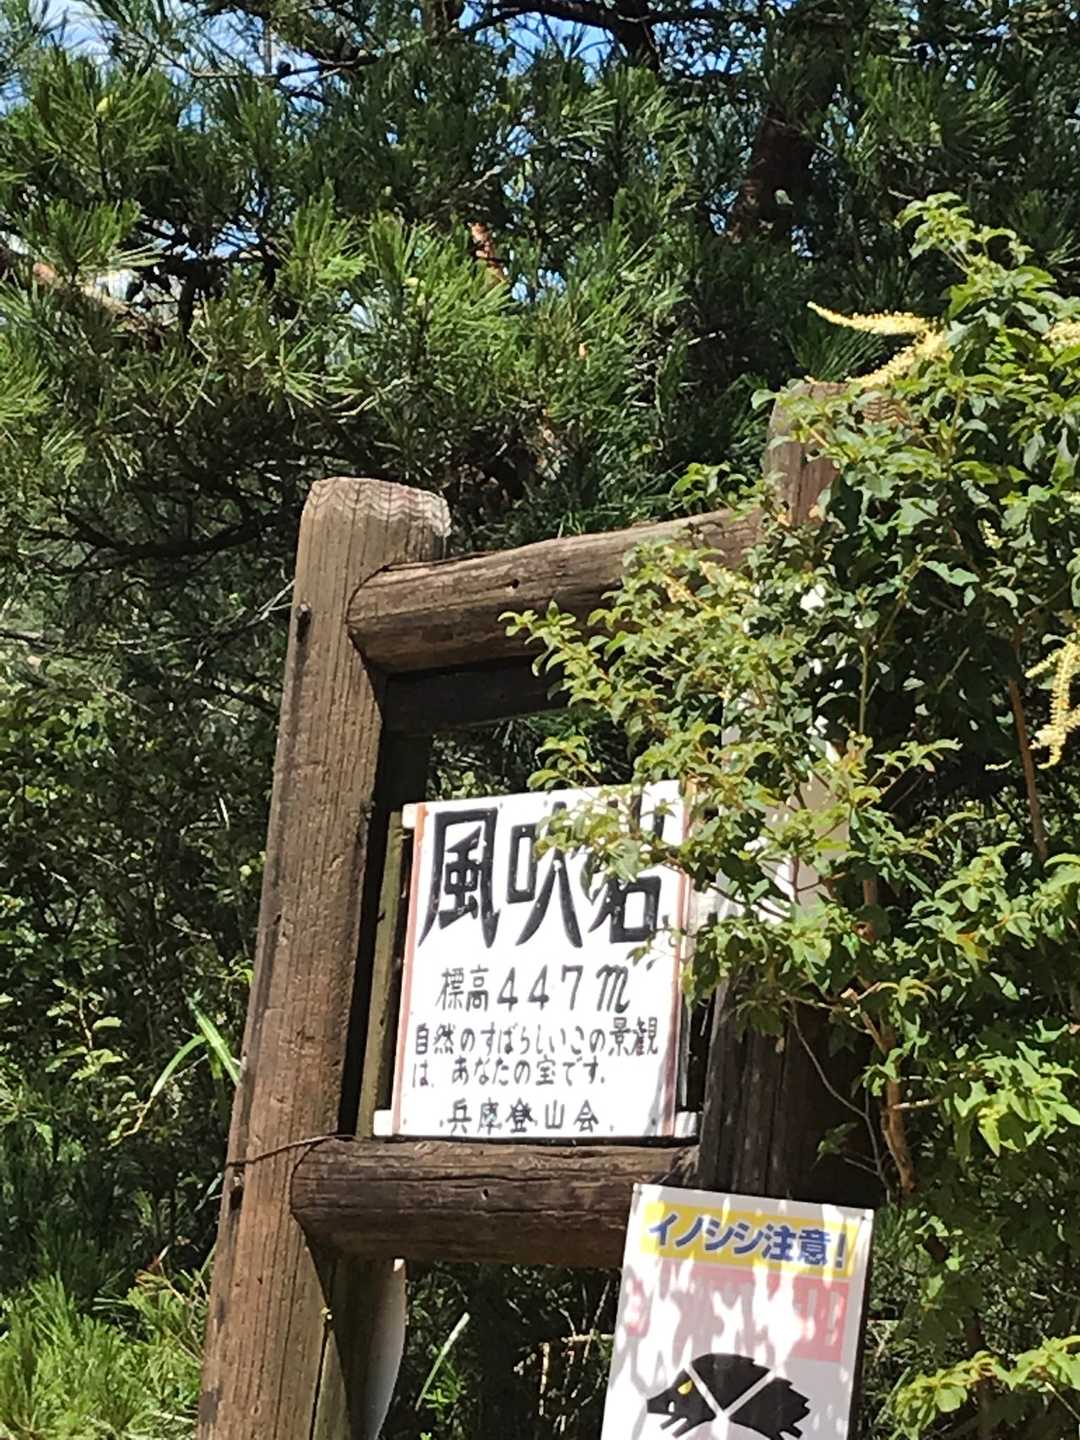 風吹岩
標高447m
自然のすばらしいこの景観
は、あなたの宝です.
兵庫登山会
イノシシ注意!